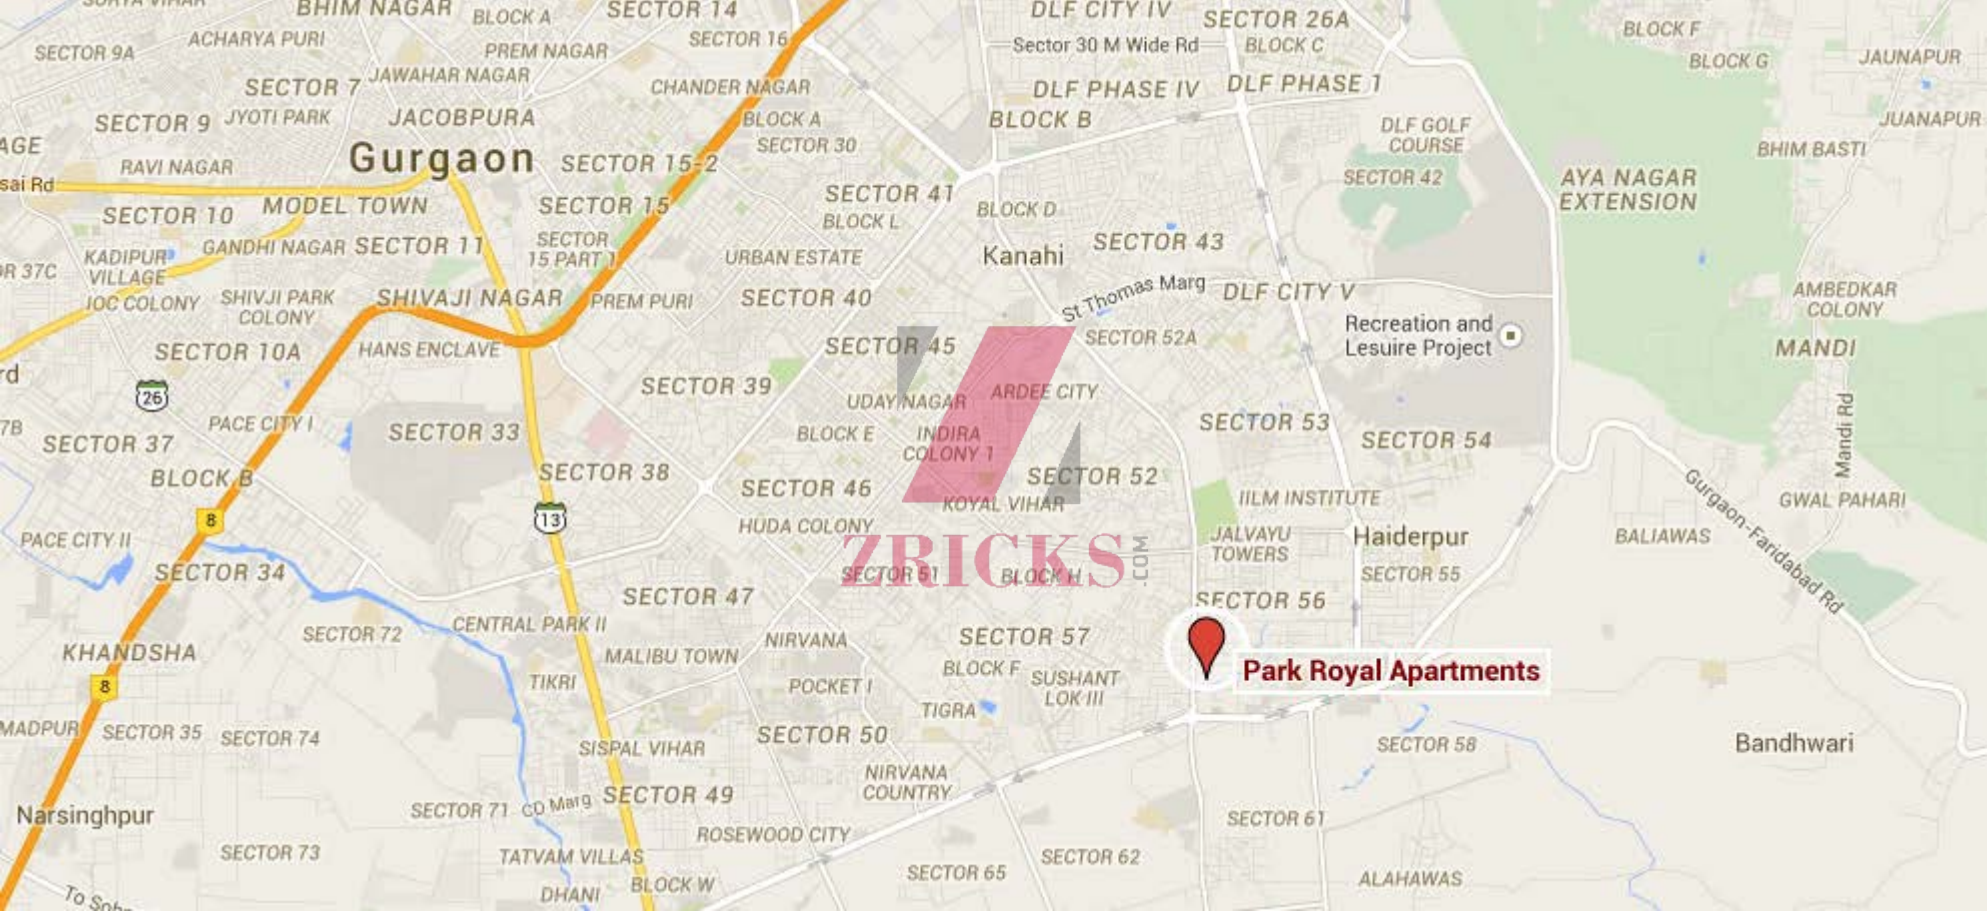 BHIM NAGAR
BLOCK A
SECTOR 14
DLF CITY IV
SECTOR 26A
BLOCK F
SECTOR 9A
ACHARYA PURI
PREM NAGAR
SECTOR 16
Sector 30 M Wide Rd
BLOCK C
BLOCK G
JAUNAPUR
SECTOR 7
JAWAHAR NAGAR
CHANDER NAGAR
DLF PHASE IV
DLF PHASE 1
SECTOR 9
JYOTI PARK
JACOBPURA
BLOCK A
BLOCK B
DLF GOLF
COURSE
JUANAPUR
AGE
RAVI NAGAR
Gurgaon
SECTOR 15-2
SECTOR 30
BHIM BASTI
sai Rd
SECTOR 41
SECTOR 42
AYA NAGAR
EXTENSION
SECTOR 10
MODEL TOWN
SECTOR 15
BLOCK L
BLOCK D
KADIPUR
VILLAGE
GANDHI NAGAR
SECTOR 11
SECTOR
15 PART 1
URBAN ESTATE
Kanahi
SECTOR 43
OR 37C
IOC COLONY
SHIVJI PARK
COLONY
SHIVAJI NAGAR
PREM PURI
SECTOR 40
St Thomas Marg
DLF CITY V
AMBEDKAR
COLONY
SECTOR 10A
HANS ENCLAVE
SECTOR 45
SECTOR 52A
Recreation and
Lesuire Project
MANDI
rd
26
SECTOR 39
UDAY NAGAR
ARDEE CITY
Mandi Rd
7B
SECTOR 37
PACE CITY I
SECTOR 33
BLOCK E
INDIRA
COLONY 1
SECTOR 53
SECTOR 54
BLOCK B
SECTOR 38
SECTOR 46
SECTOR 52
KOYAL VIHAR
IILM INSTITUTE
Gurgaon-Faridabad Rd
GWAL PAHARI
8
13
PACE CITY II
HUDA COLONY
JALVAYU
TOWERS
Haiderpur
BALIAWAS
ZRICKS
.COM
SECTOR 34
SECTOR 51
BLOCK H
SECTOR 55
SECTOR 47
SECTOR 56
SECTOR 72
CENTRAL PARK II
NIRVANA
SECTOR 57
KHANDSHA
MALIBU TOWN
BLOCK F
SUSHANT
LOK III
Park Royal Apartments
8
TIKRI
POCKET I
TIGRA
MADPUR
SECTOR 35
SECTOR 74
SISPAL VIHAR
SECTOR 50
SECTOR 58
Bandhwari
NIRVANA
COUNTRY
Narsinghpur
SECTOR 71
CD Marg
SECTOR 49
ROSEWOOD CITY
SECTOR 61
SECTOR 73
TATVAM VILLAS
SECTOR 65
SECTOR 62
DHANI
BLOCK W
ALAHAWAS
To